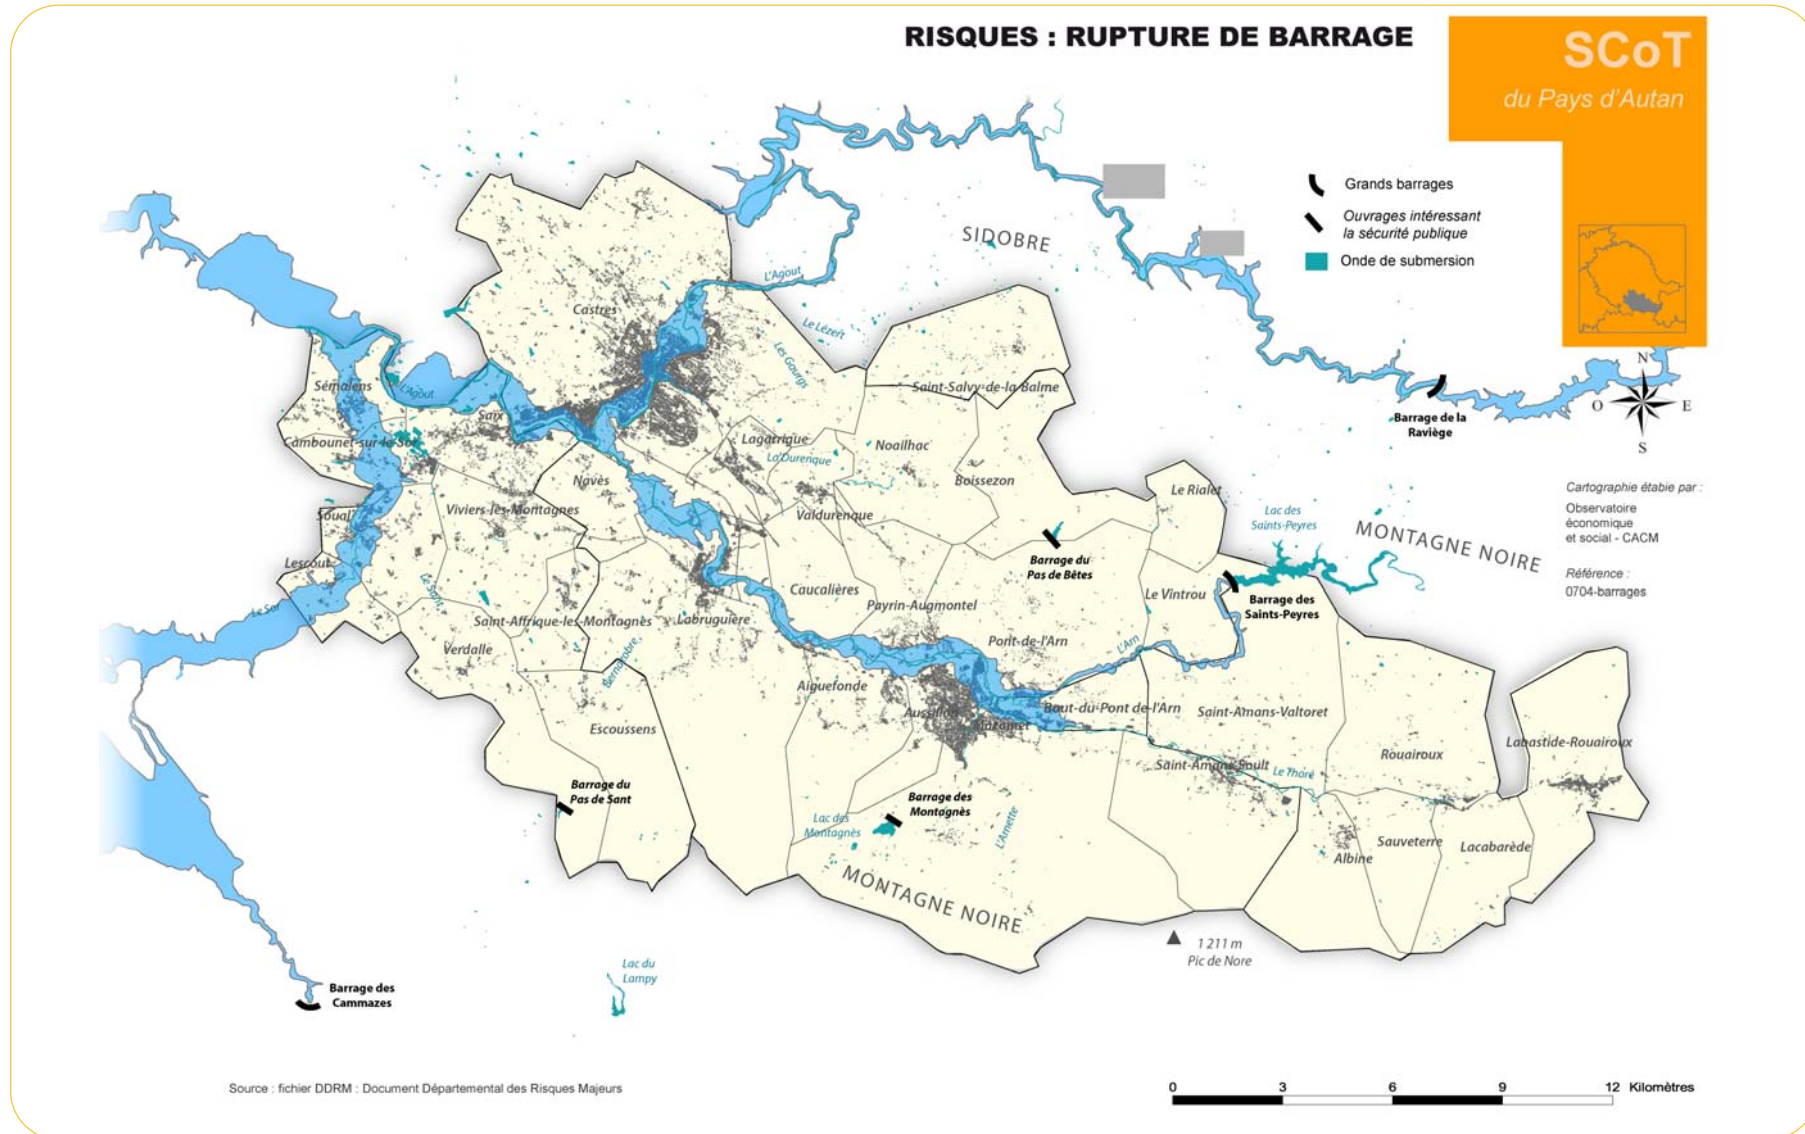 RISQUES : RUPTURE DE BARRAGE
SCoT
du Pays d'Autan
Grands barrages
Ouvrages intéressant
la sécurité publique
Onde de submersion
SIDOBRE
L'Agout
Castres
Le Lézert
Les Gourgs
Saint-Salvy-de-la-Balme
N
O
E
S
Barrage de la
Raviège
Sémalens
L'Agout
Saïx
Cambounet-sur-le-Sor
Lagarrigue
La Durenque
Noailhac
Boissezon
Navès
Le Rialet
Viviers-les-Montagnes
Valdurenque
Soual
Lac des
Saints-Peyres
MONTAGNE NOIRE
Cartographie étabie par :
Observatoire
économique
et social - CACM
Référence :
0704-barrages
Lescout
Barrage du
Pas de Bêtes
Le Sor
Le Sant
Caucalières
Payrin-Augmontel
Le Vintrou
Barrage des
Saints-Peyres
Saint-Affrique-les-Montagnes
Labruguière
Verdalle
Bernazobre
Pont-de-l'Arn
L'Arn
Aiguefonde
Aussillon
Mazamet
Bout-du-Pont de-l'Arn
Saint-Amans-Valtoret
Escoussens
Rouairoux
Labastide-Rouairoux
Saint-Amans-Soult
Le Thoré
Barrage du
Pas de Sant
Barrage des
Montagnès
Lac des
Montagnès
L'Arnette
Albine
Sauveterre
Lacabarède
MONTAGNE NOIRE
1 211 m
Pic de Nore
Lac du
Lampy
Barrage des
Cammazes
Source : fichier DDRM : Document Départemental des Risques Majeurs
0 3 6 9 12 Kilomètres